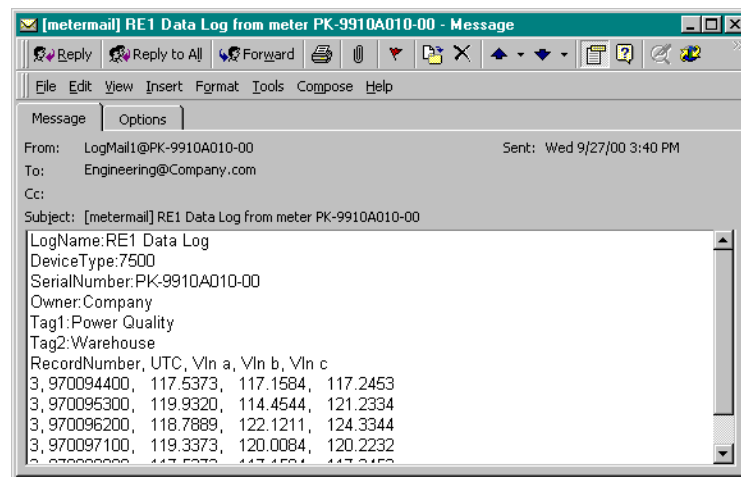 [metermail] RE1 Data Log from meter PK-9910A010-00 - Message
Reply Reply to All Forward
File Edit View Insert Format Tools Compose Help
Message Options
From: LogMail1@PK-9910A010-00 Sent: Wed 9/27/00 3:40 PM
To: Engineering@Company.com
Cc:
Subject: [metermail] RE1 Data Log from meter PK-9910A010-00
LogName:RE1 Data Log
DeviceType:7500
SerialNumber:PK-9910A010-00
Owner:Company
Tag1:Power Quality
Tag2:Warehouse
RecordNumber, UTC, Vln a, Vln b, Vln c
3, 970094400, 117.5373, 117.1584, 117.2453
3, 970095300, 119.9320, 114.4544, 121.2334
3, 970096200, 118.7889, 122.1211, 124.3344
3, 970097100, 119.3373, 120.0084, 120.2232